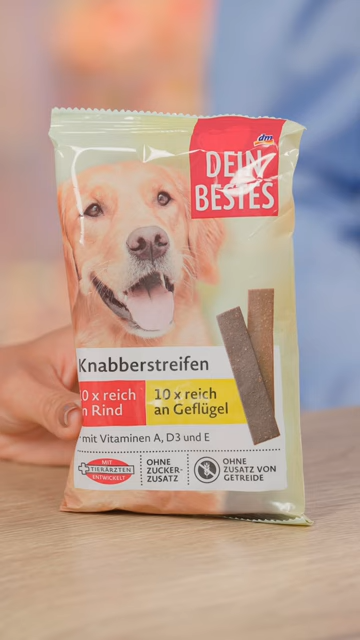 dm
DEIN
BESTES
Knabberstreifen
10 x reich
an Rind
10 x reich
an Geflügel
mit Vitaminen A, D3 und E
MIT
TIERÄRZTEN
ENTWICKELT
OHNE
ZUCKER-
ZUSATZ
OHNE
ZUSATZ VON
GETREIDE